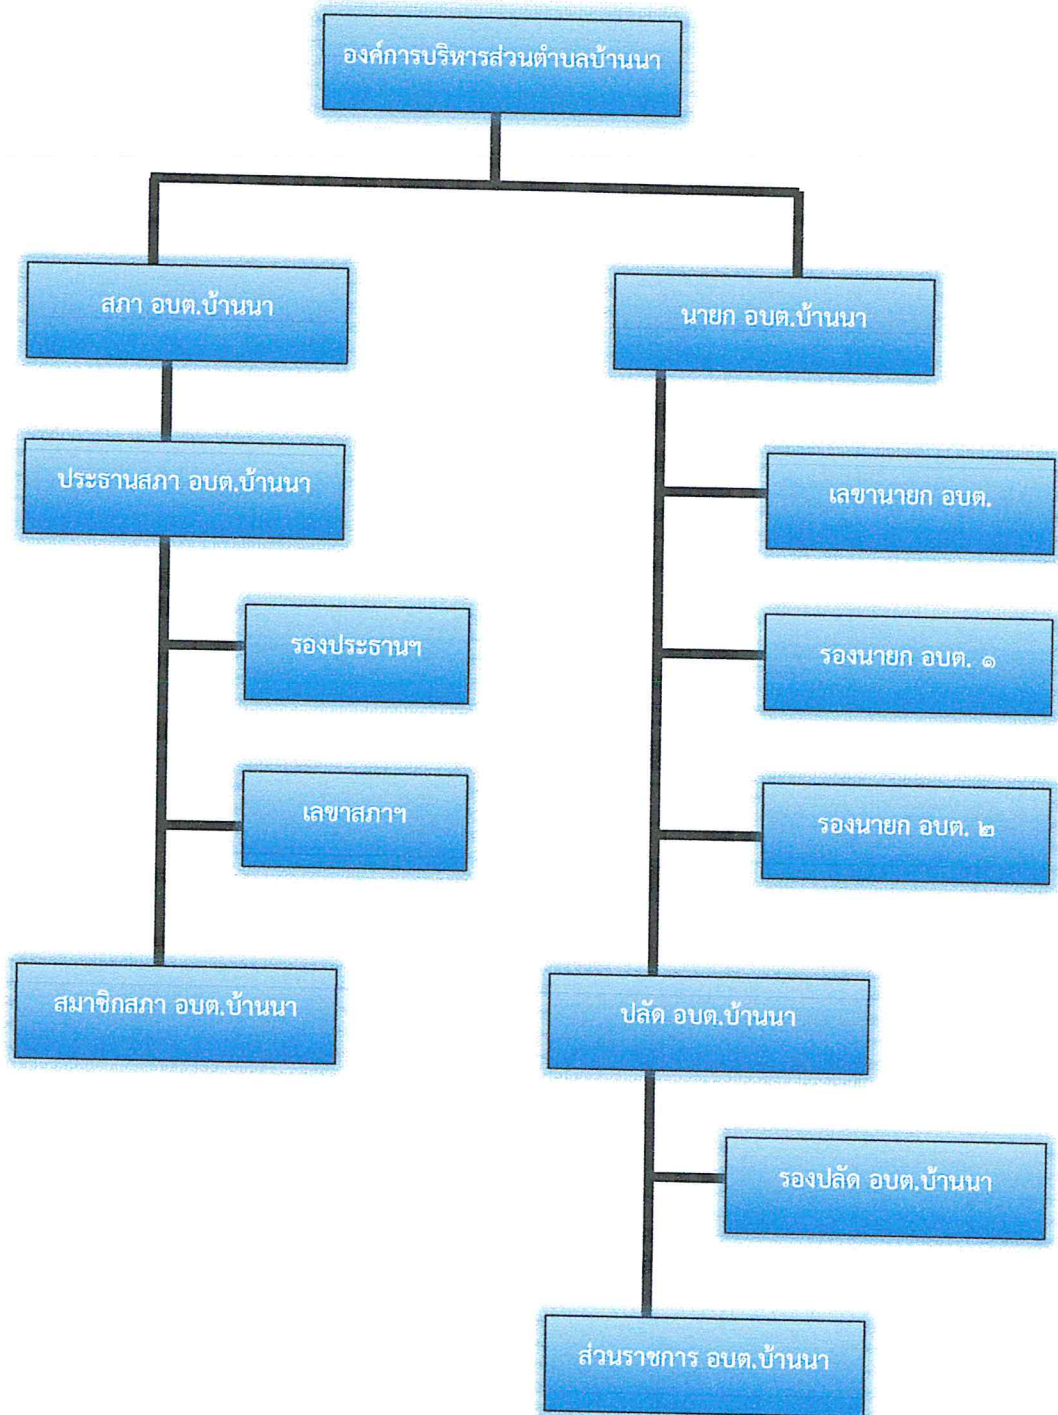 องค์การบริหารส่วนตำบลบ้านนา
สภา อบต.บ้านนา
นายก อบต.บ้านนา
ประธานสภา อบต.บ้านนา
เลขานายก อบต.
รองประธานฯ
รองนายก อบต. ๑
เลขาสภาฯ
รองนายก อบต. ๒
สมาชิกสภา อบต.บ้านนา
ปลัด อบต.บ้านนา
รองปลัด อบต.บ้านนา
ส่วนราชการ อบต.บ้านนา